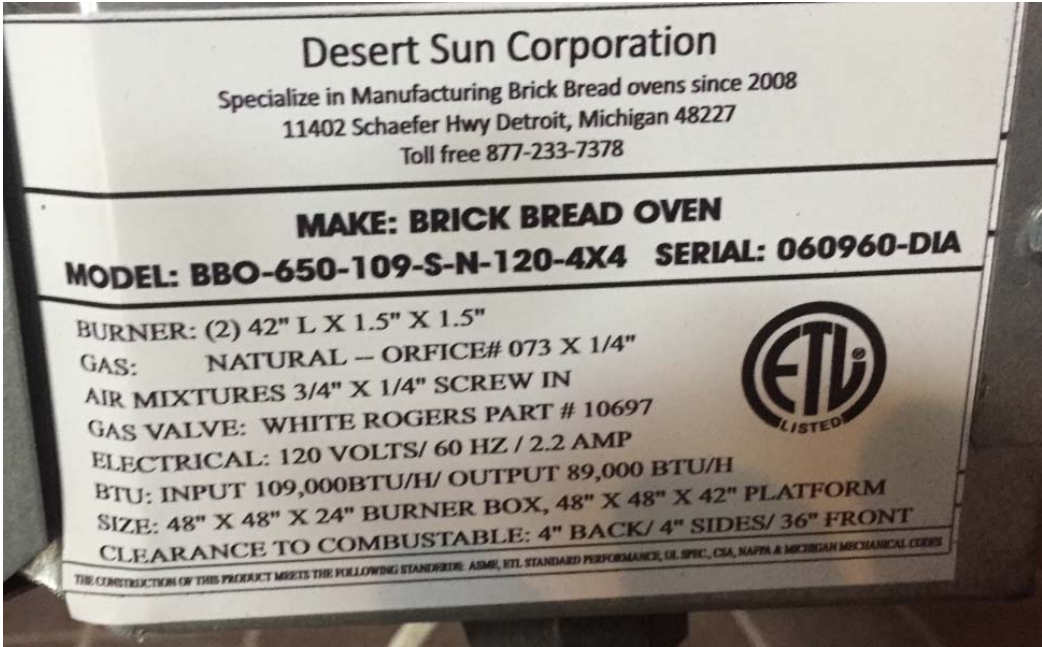 Desert Sun Corporation
Specialize in Manufacturing Brick Bread ovens since 2008
11402 Schaefer Hwy Detroit, Michigan 48227
Toll free 877-233-7378
MAKE: BRICK BREAD OVEN
MODEL: BBO-650-109-S-N-120-4X4 SERIAL: 060960-DIA
BURNER: (2) 42" L X 1.5" X 1.5"
GAS: NATURAL – ORFICE# 073 X 1/4"
AIR MIXTURES 3/4" X 1/4" SCREW IN
GAS VALVE: WHITE ROGERS PART # 10697
ELECTRICAL: 120 VOLTS/ 60 HZ / 2.2 AMP
BTU: INPUT 109,000BTU/H/ OUTPUT 89,000 BTU/H
SIZE: 48" X 48" X 24" BURNER BOX, 48" X 48" X 42" PLATFORM
CLEARANCE TO COMBUSTABLE: 4" BACK/ 4" SIDES/ 36" FRONT
THE CONSTRUCTION OF THIS PRODUCT MEETS THE FOLLOWING STANDERDE: ASME, ETL STANDARD PERFORMANCE, UL SPEC., CSA, NAFPA & MICHIGAN MECHANICAL CODES
ETL®
LISTED